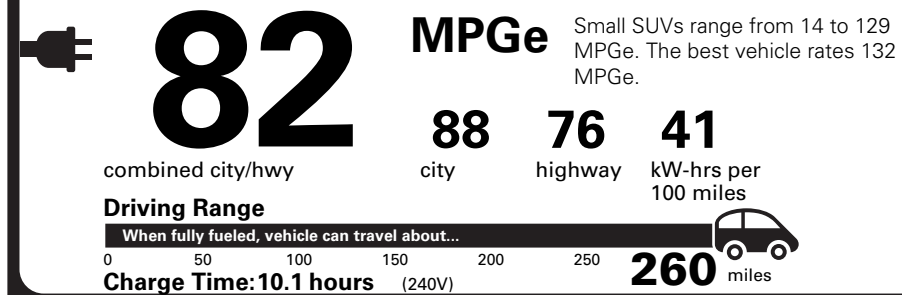 82
MPGe
Small SUVs range from 14 to 129
MPGe. The best vehicle rates 132
MPGe.
combined city/hwy
88
city
76
highway
41
kW-hrs per
100 miles
Driving Range
When fully fueled, vehicle can travel about...
0 50 100 150 200 250
260 miles
Charge Time: 10.1 hours (240V)